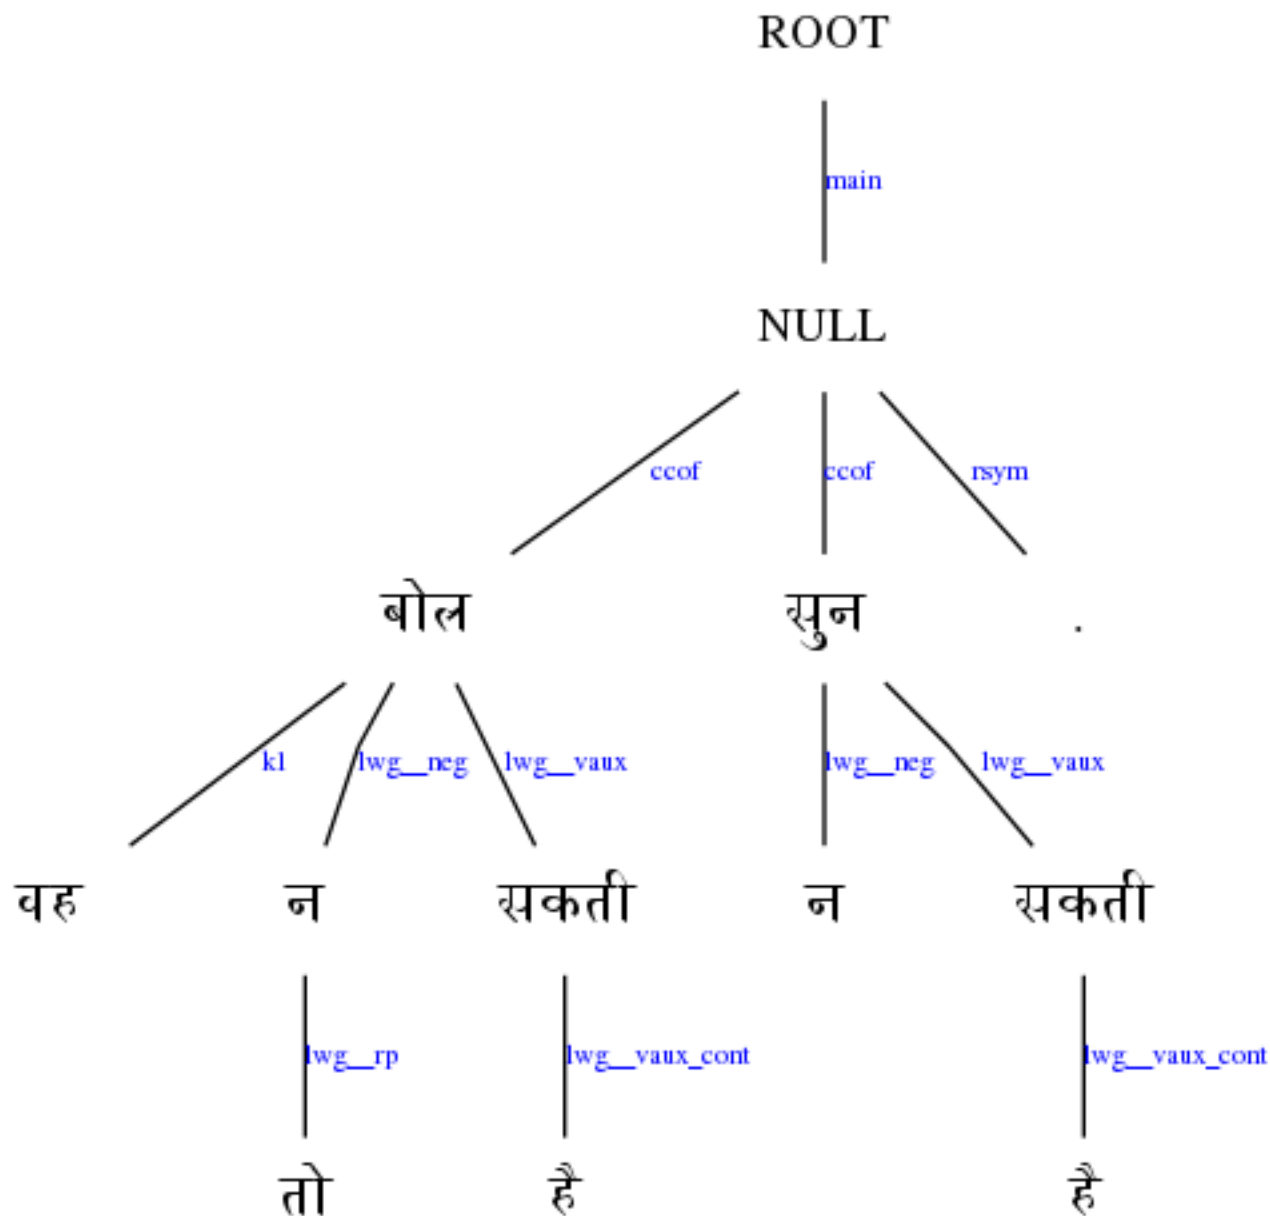 ROOT
main
NULL
ccof ccof rsym
बोल सुन .
k1 lwg__neg lwg__vaux lwg__neg lwg__vaux
वह न सकती न सकती
lwg__rp lwg__vaux_cont lwg__vaux_cont
तो है है